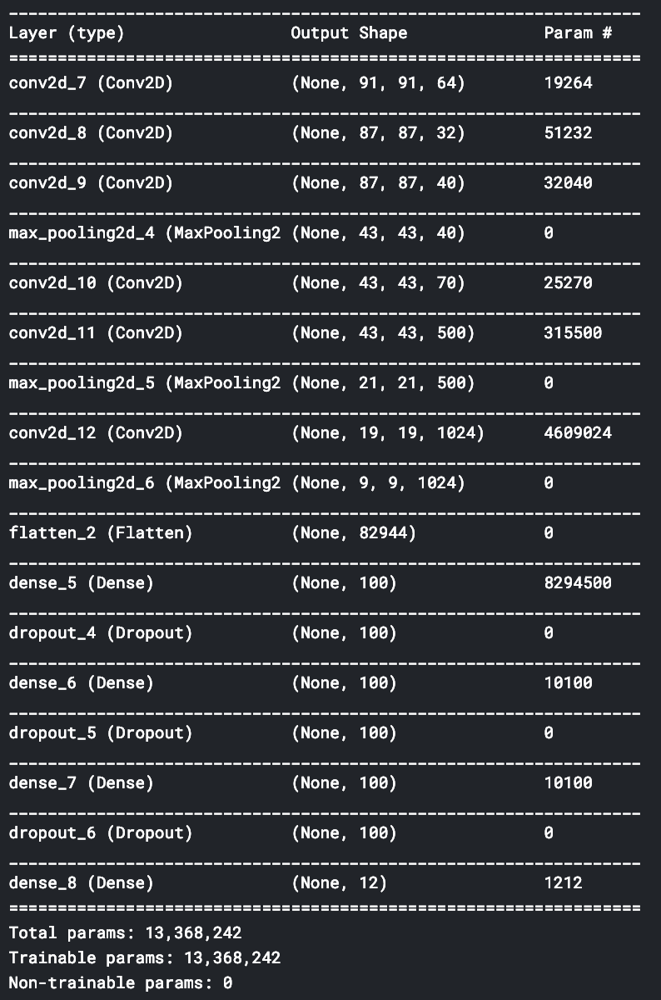 _________________________________________________________________
Layer (type)                 Output Shape              Param #
=================================================================
conv2d_7 (Conv2D)            (None, 91, 91, 64)        19264
_________________________________________________________________
conv2d_8 (Conv2D)            (None, 87, 87, 32)        51232
_________________________________________________________________
conv2d_9 (Conv2D)            (None, 87, 87, 40)        32040
_________________________________________________________________
max_pooling2d_4 (MaxPooling2 (None, 43, 43, 40)        0
_________________________________________________________________
conv2d_10 (Conv2D)           (None, 43, 43, 70)        25270
_________________________________________________________________
conv2d_11 (Conv2D)           (None, 43, 43, 500)       315500
_________________________________________________________________
max_pooling2d_5 (MaxPooling2 (None, 21, 21, 500)       0
_________________________________________________________________
conv2d_12 (Conv2D)           (None, 19, 19, 1024)      4609024
_________________________________________________________________
max_pooling2d_6 (MaxPooling2 (None, 9, 9, 1024)        0
_________________________________________________________________
flatten_2 (Flatten)          (None, 82944)             0
_________________________________________________________________
dense_5 (Dense)              (None, 100)               8294500
_________________________________________________________________
dropout_4 (Dropout)          (None, 100)               0
_________________________________________________________________
dense_6 (Dense)              (None, 100)               10100
_________________________________________________________________
dropout_5 (Dropout)          (None, 100)               0
_________________________________________________________________
dense_7 (Dense)              (None, 100)               10100
_________________________________________________________________
dropout_6 (Dropout)          (None, 100)               0
_________________________________________________________________
dense_8 (Dense)              (None, 12)                1212
=================================================================
Total params: 13,368,242
Trainable params: 13,368,242
Non-trainable params: 0